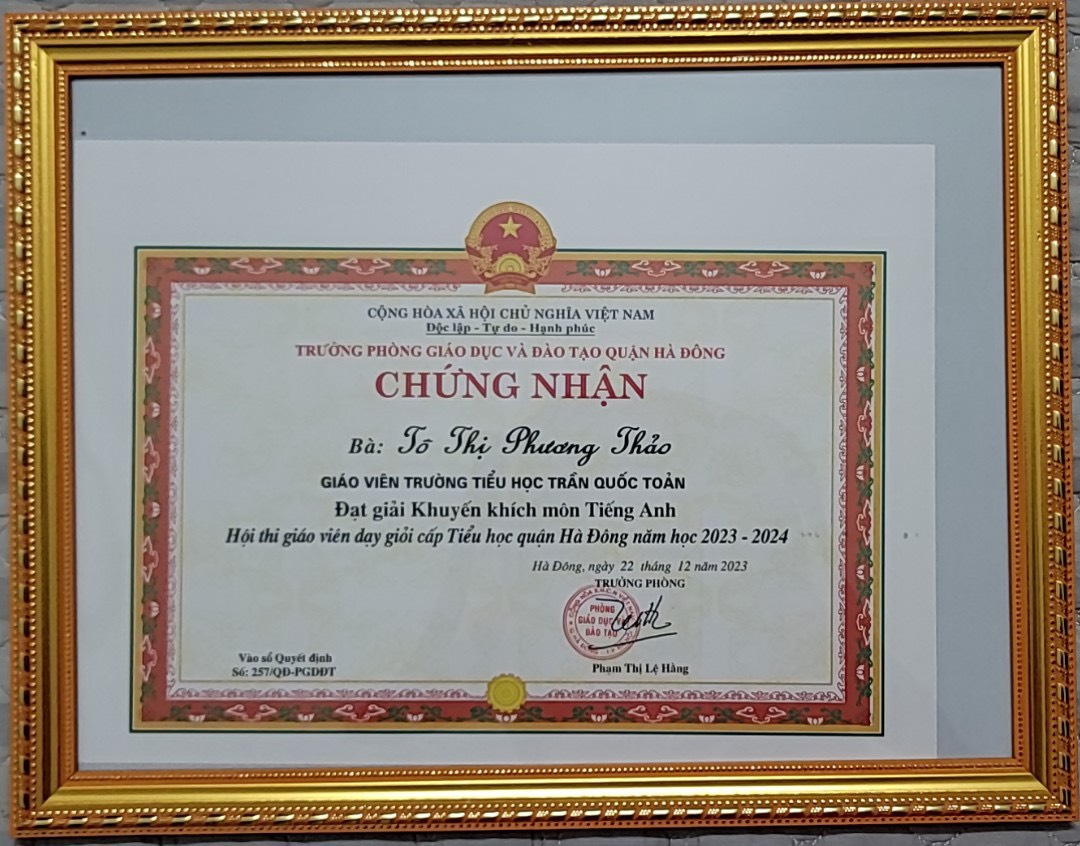 CỘNG HÒA XÃ HỘI CHỦ NGHĨA VIỆT NAM
Độc lập - Tự do - Hạnh phúc
TRƯỞNG PHÒNG GIÁO DỤC VÀ ĐÀO TẠO QUẬN HÀ ĐÔNG
CHỨNG NHẬN
Bà: Tô Thị Phương Thảo
GIÁO VIÊN TRƯỜNG TIỂU HỌC TRẦN QUỐC TOẢN
Đạt giải Khuyến khích môn Tiếng Anh
Hội thi giáo viên dạy giỏi cấp Tiểu học quận Hà Đông năm học 2023 - 2024
Hà Đông, ngày 22 tháng 12 năm 2023
TRƯỞNG PHÒNG
PHÒNG
GIÁO DỤC VÀ
ĐÀO TẠO
Phạm Thị Lệ Hằng
Vào sổ Quyết định
Số: 257/QĐ-PGDĐT